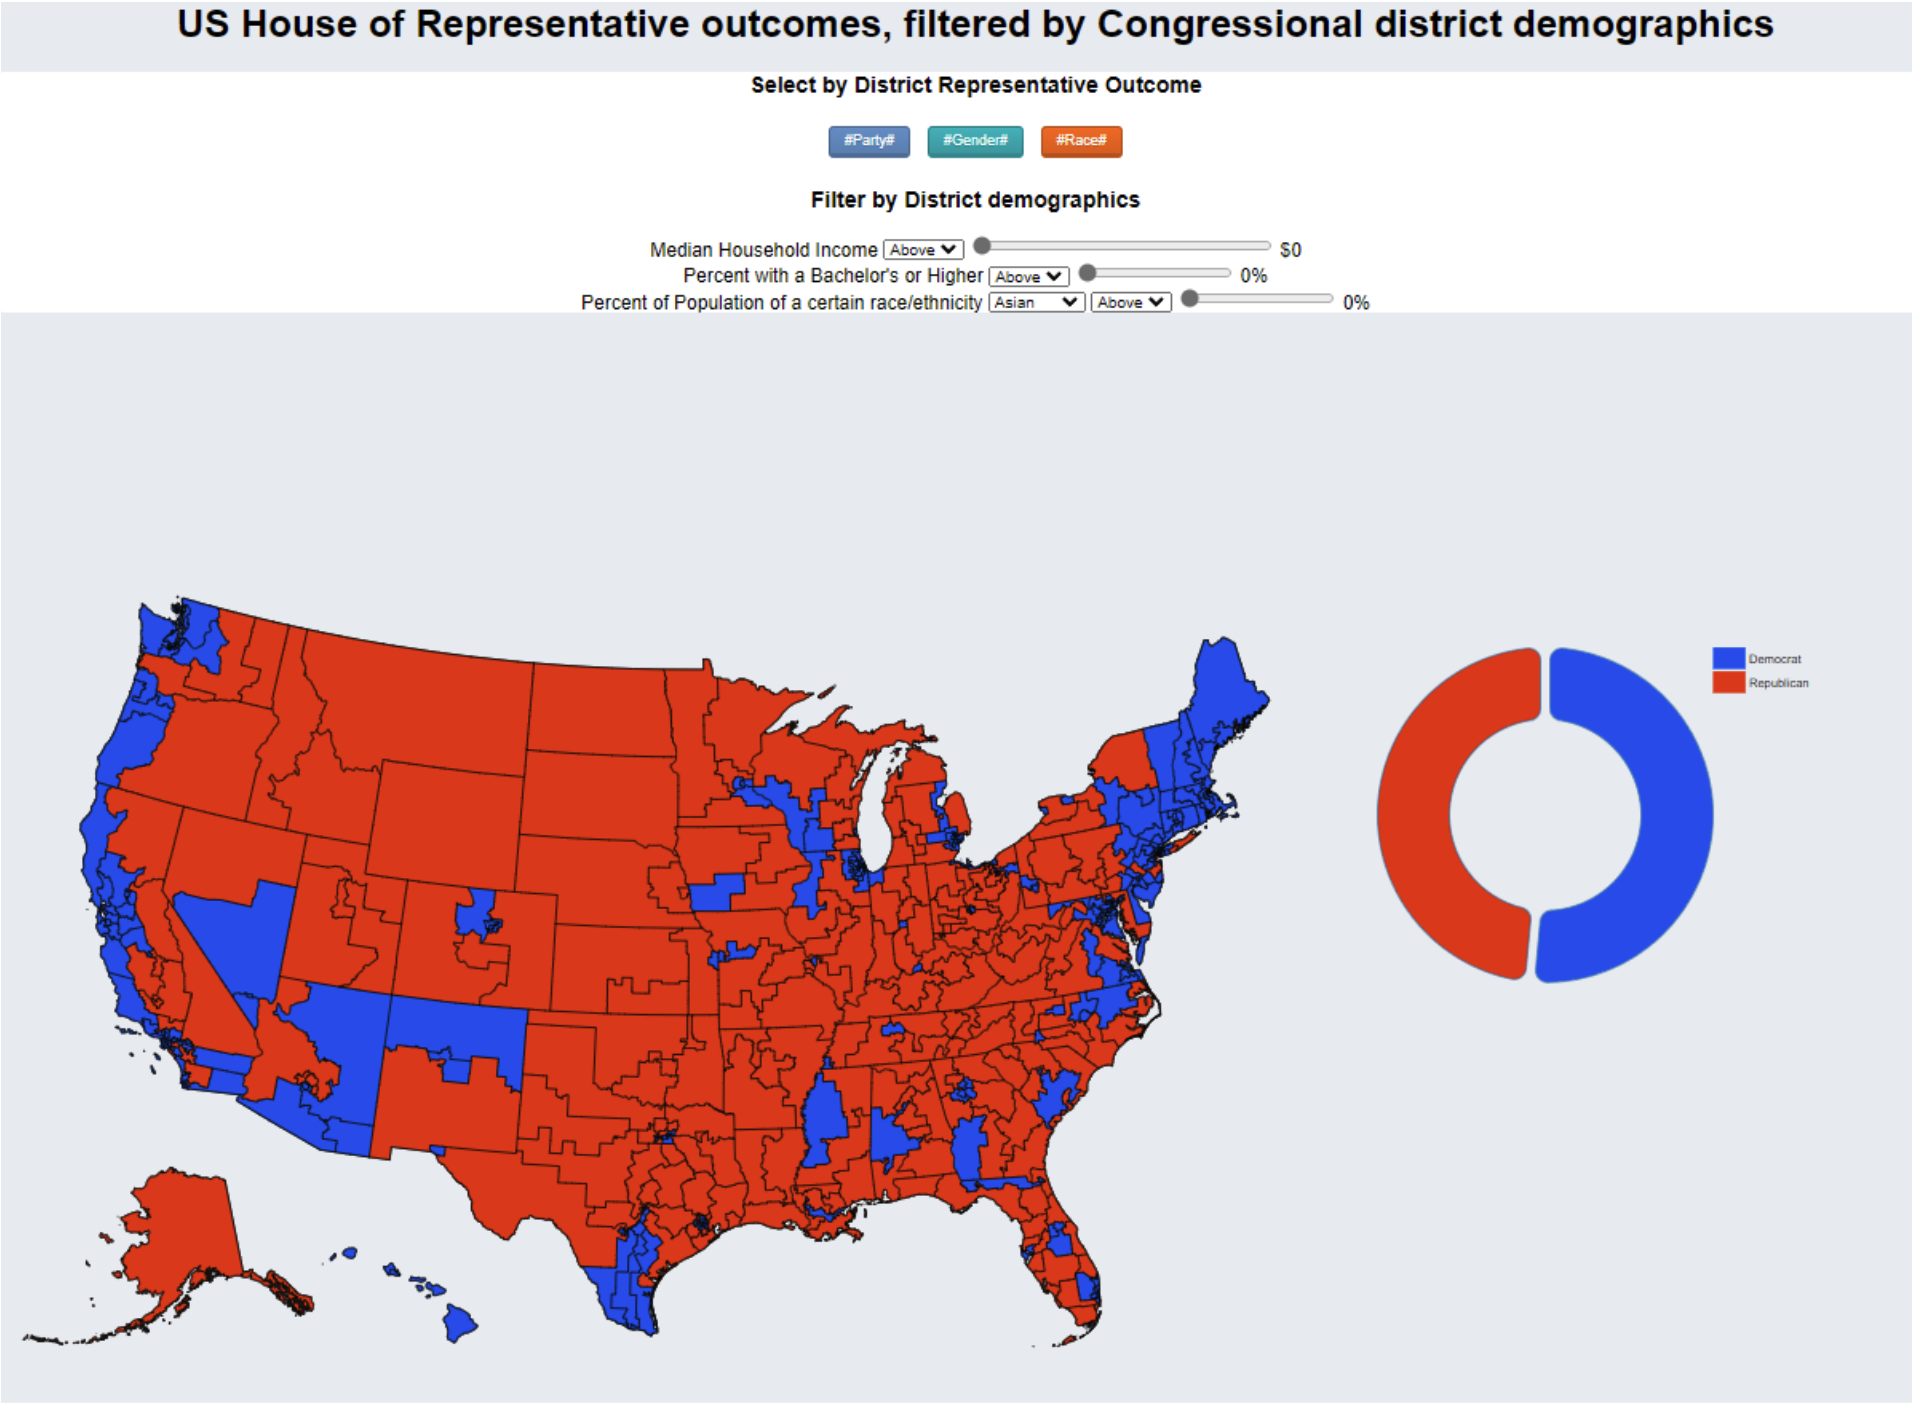 US House of Representative outcomes, filtered by Congressional district demographics
Select by District Representative Outcome
#Party# #Gender# #Race#
Filter by District demographics
Median Household Income Above $0
Percent with a Bachelor's or Higher Above 0%
Percent of Population of a certain race/ethnicity Asian Above 0%
Democrat
Republican